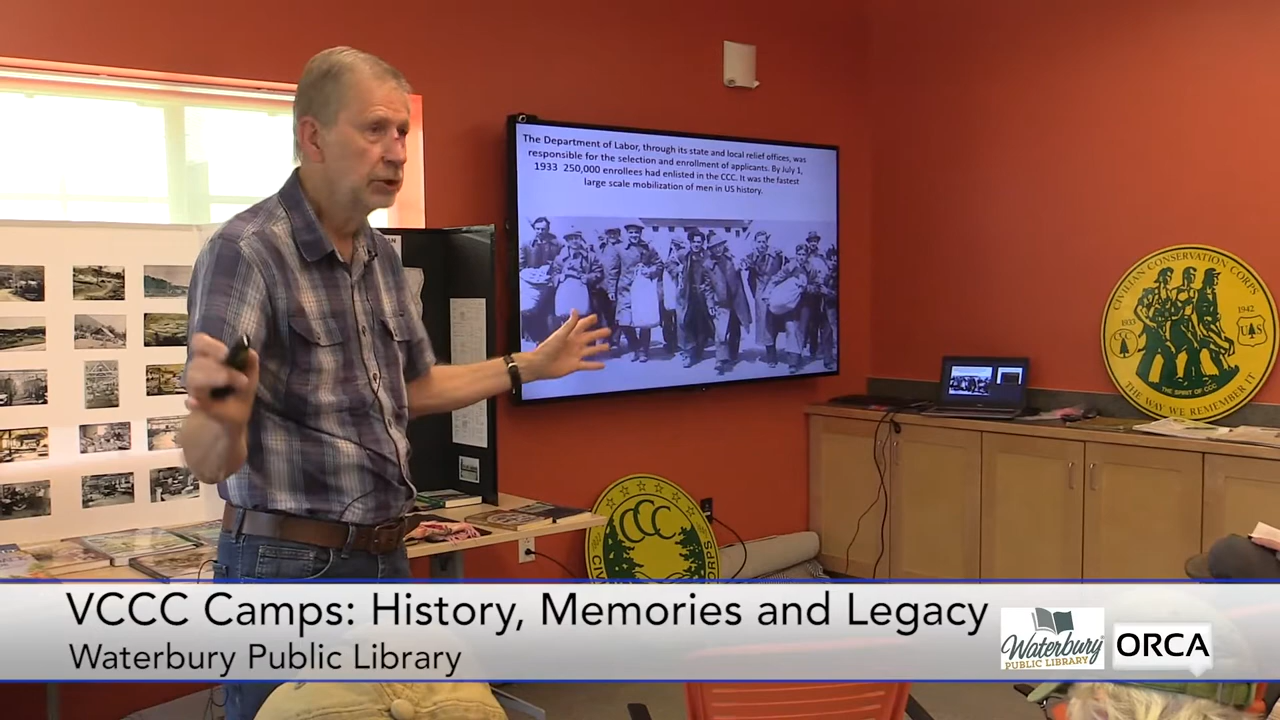 The Department of Labor, through its state and local relief offices, was
responsible for the selection and enrollment of applicants. By July 1,
1933 250,000 enrollees had enlisted in the CCC. It was the fastest
large scale mobilization of men in US history.
CIVILIAN CONSERVATION CORPS
1933
1942
U S
THE SPIRIT OF CCC
THE WAY WE REMEMBER IT
CCC
VCCC Camps: History, Memories and Legacy
Waterbury Public Library
Waterbury
PUBLIC LIBRARY
ORCA